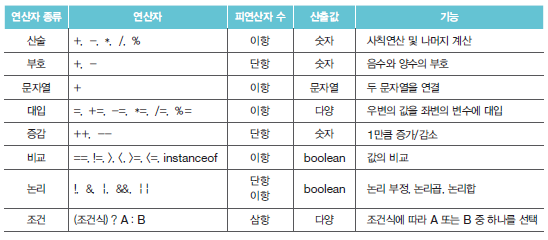 연산자 종류 연산자 피연산자 수 산출값 기능
산술 +, -, *, /, % 이항 숫자 사칙연산 및 나머지 계산
부호 +, - 단항 숫자 음수와 양수의 부호
문자열 + 이항 문자열 두 문자열을 연결
대입 =, +=, -=, *=, /=, %= 이항 다양 우변의 값을 좌변의 변수에 대입
증감 ++, -- 단항 숫자 1만큼 증가/감소
비교 ==, !=, >, <, >=, <=, instanceof 이항 boolean 값의 비교
논리 !, &, |, &&, || 단항 이항 boolean 논리 부정, 논리곱, 논리합
조건 (조건식) ? A : B 삼항 다양 조건식에 따라 A 또는 B 중 하나를 선택